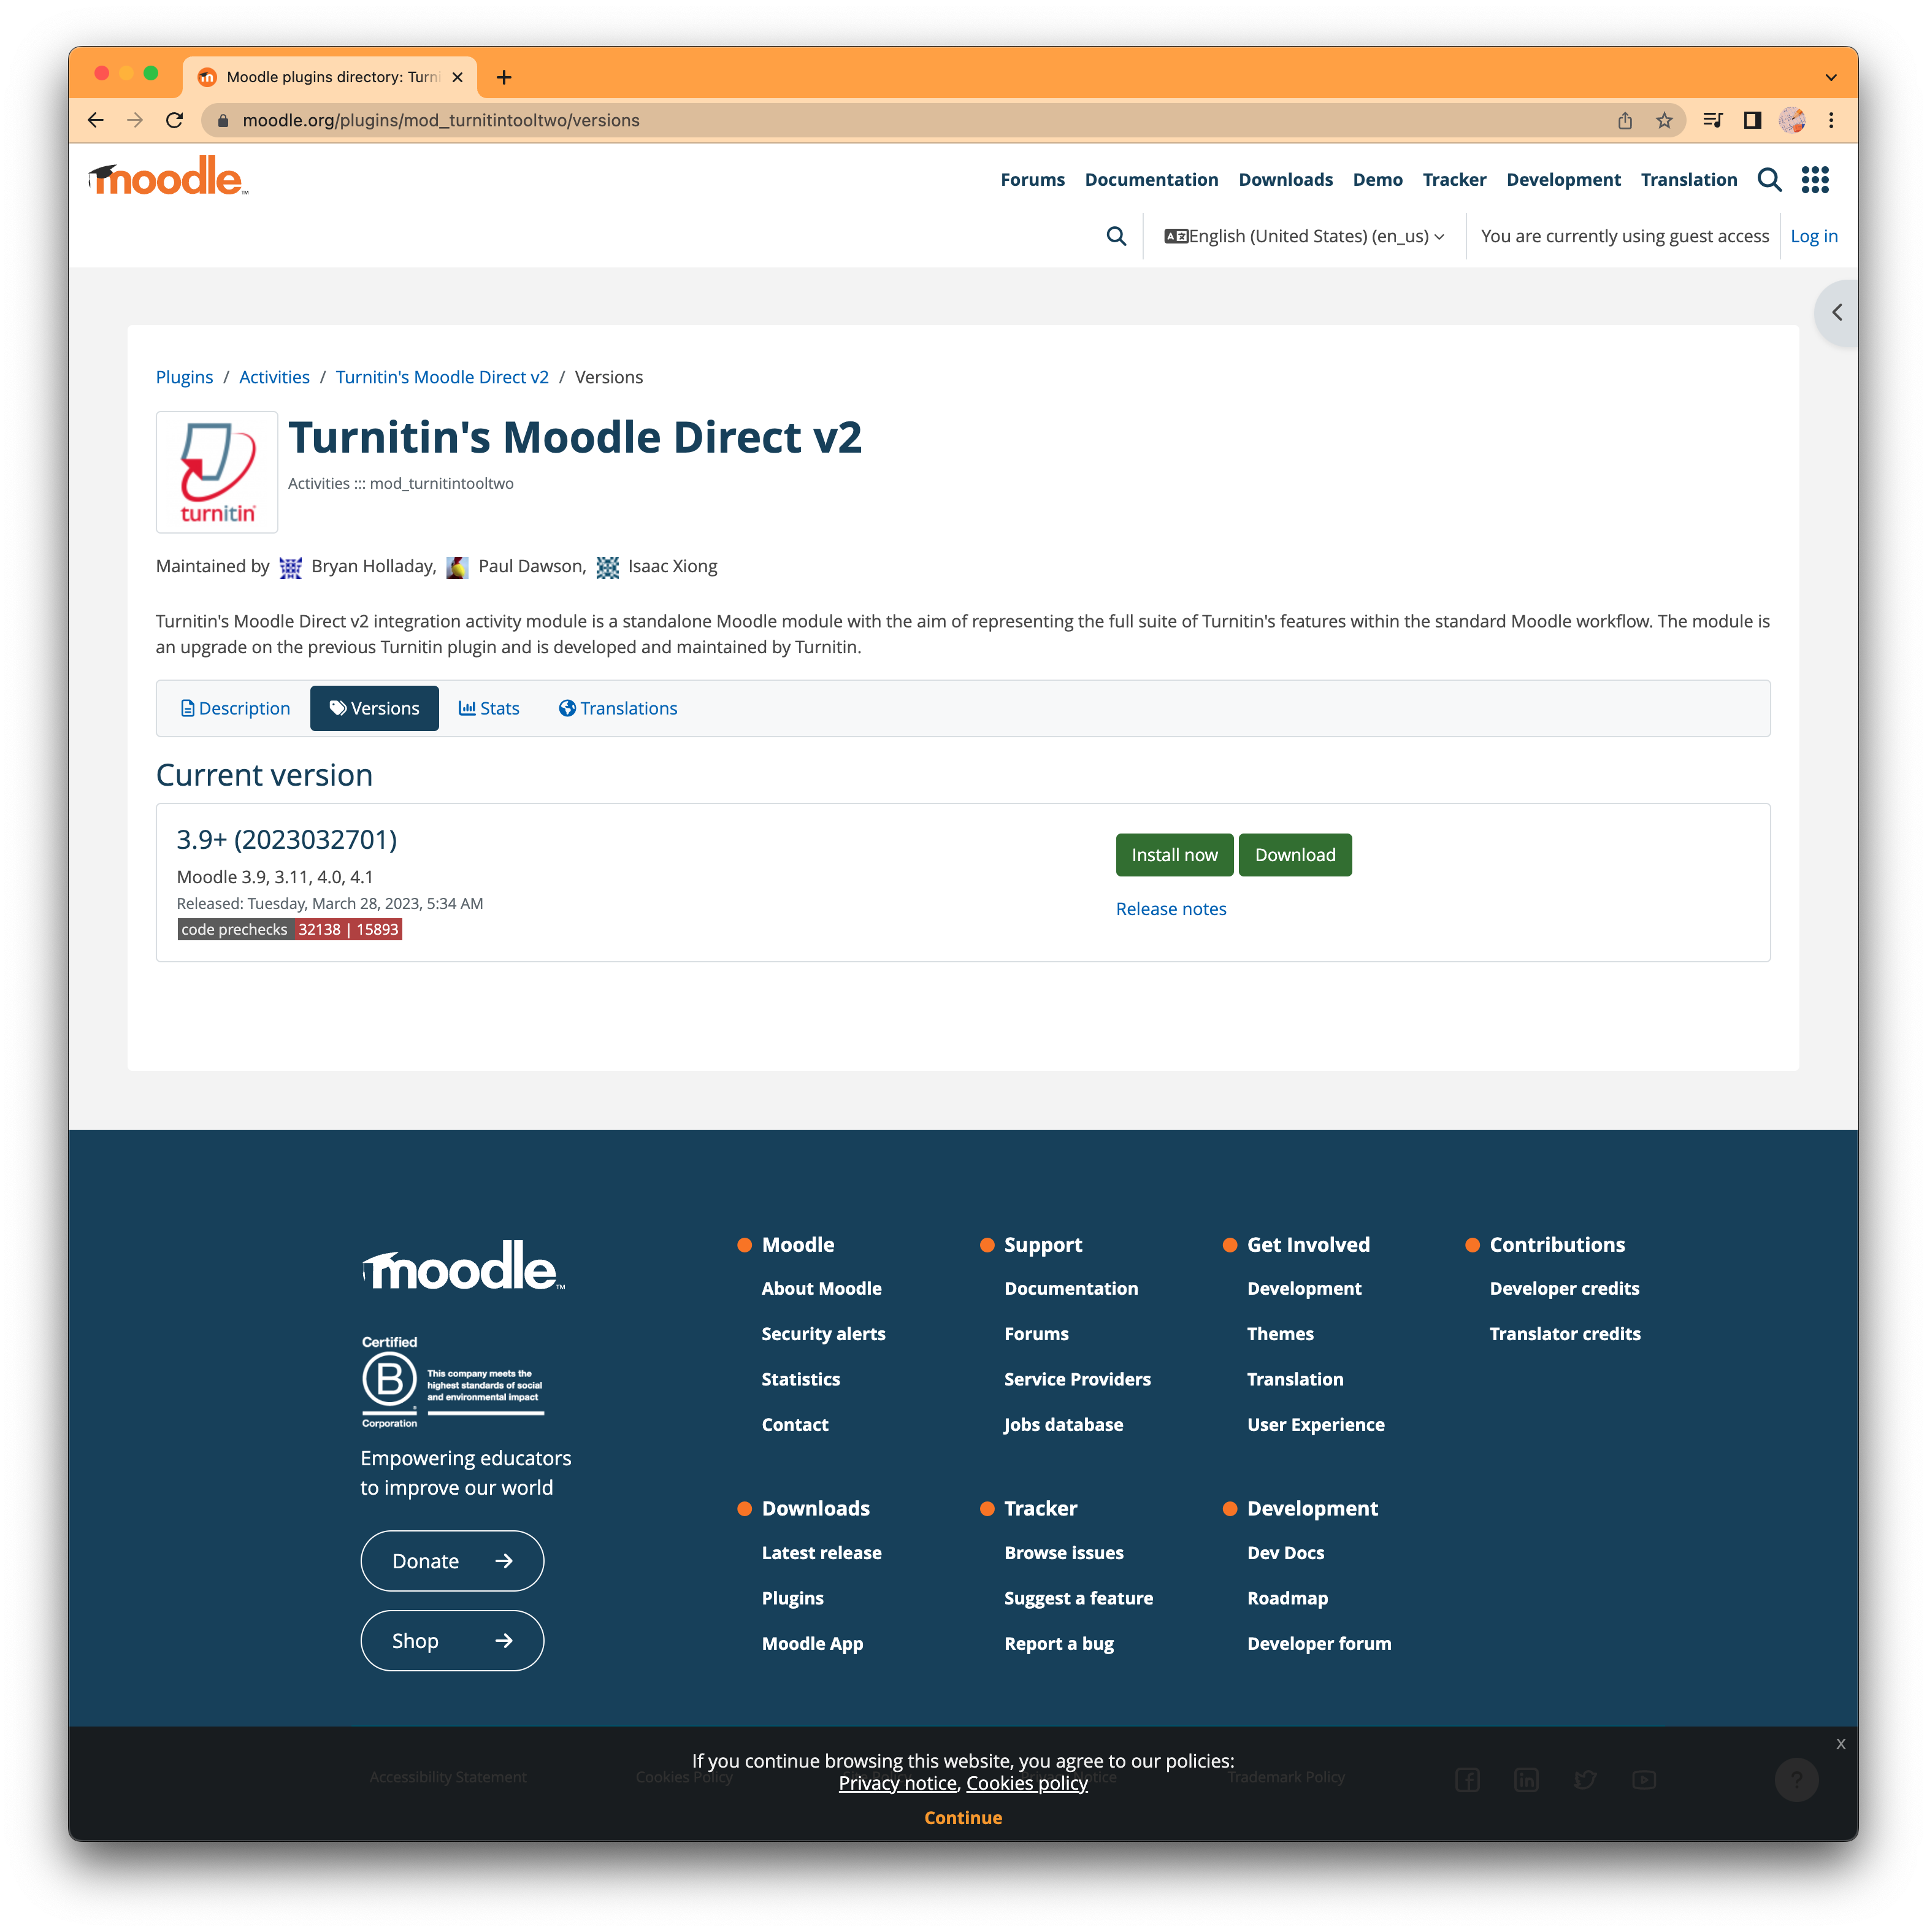 Moodle plugins directory: Turni
moodle.org/plugins/mod_turnitintooltwo/versions
moodle™
Forums Documentation Downloads Demo Tracker Development Translation
English (United States) (en_us) You are currently using guest access Log in
Plugins / Activities / Turnitin's Moodle Direct v2 / Versions
turnitin
Turnitin's Moodle Direct v2
Activities ::: mod_turnitintooltwo
Maintained by Bryan Holladay, Paul Dawson, Isaac Xiong
Turnitin's Moodle Direct v2 integration activity module is a standalone Moodle module with the aim of representing the full suite of Turnitin's features within the standard Moodle workflow. The module is
an upgrade on the previous Turnitin plugin and is developed and maintained by Turnitin.
Description Versions Stats Translations
Current version
3.9+ (2023032701)
Moodle 3.9, 3.11, 4.0, 4.1
Released: Tuesday, March 28, 2023, 5:34 AM
code prechecks 32138 | 15893
Install now Download
Release notes
moodle™
Certified
B
Corporation
This company meets the
highest standards of social
and environmental impact
Empowering educators
to improve our world
Donate →
Shop →
Moodle
About Moodle
Security alerts
Statistics
Contact
Support
Documentation
Forums
Service Providers
Jobs database
Get Involved
Development
Themes
Translation
User Experience
Contributions
Developer credits
Translator credits
Downloads
Latest release
Plugins
Moodle App
Tracker
Browse issues
Suggest a feature
Report a bug
Development
Dev Docs
Roadmap
Developer forum
x
If you continue browsing this website, you agree to our policies:
Privacy notice, Cookies policy
Continue
Accessibility Statement Cookies Policy Trademark Policy
?